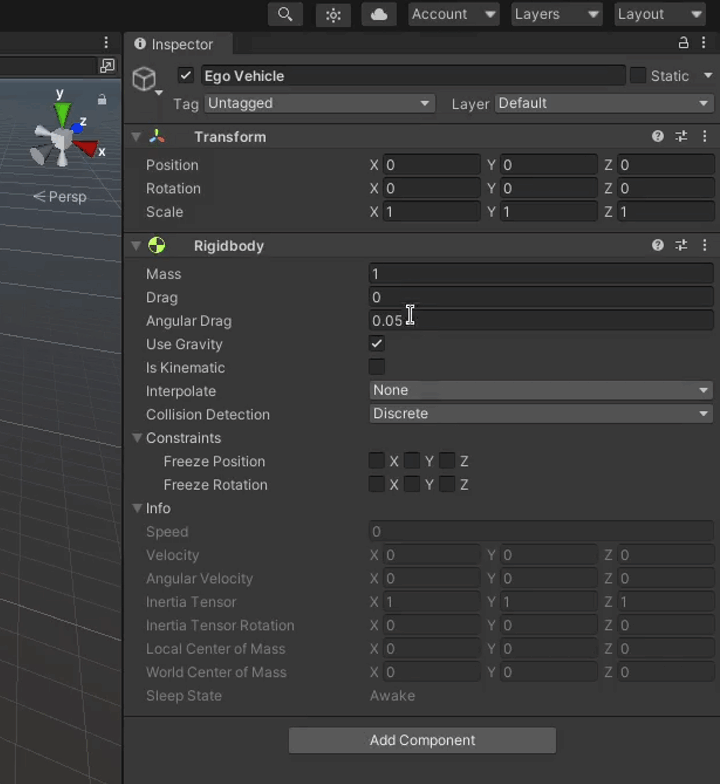 Account Layers Layout
Inspector
Ego Vehicle Static
Tag Untagged Layer Default
y
z
x
< Persp
Transform
Position X 0 Y 0 Z 0
Rotation X 0 Y 0 Z 0
Scale X 1 Y 1 Z 1
Rigidbody
Mass 1
Drag 0
Angular Drag 0.05
Use Gravity
Is Kinematic
Interpolate None
Collision Detection Discrete
Constraints
Freeze Position X Y Z
Freeze Rotation X Y Z
Info
Speed 0
Velocity X 0 Y 0 Z 0
Angular Velocity X 0 Y 0 Z 0
Inertia Tensor X 1 Y 1 Z 1
Inertia Tensor Rotation X 0 Y 0 Z 0
Local Center of Mass X 0 Y 0 Z 0
World Center of Mass X 0 Y 0 Z 0
Sleep State Awake
Add Component